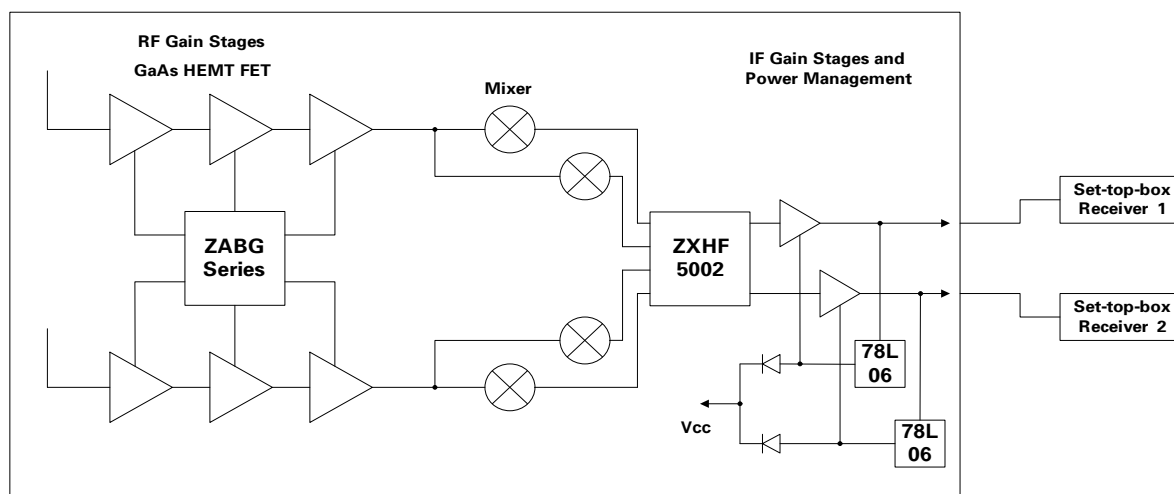 RF Gain Stages
GaAs HEMT FET
IF Gain Stages and
Power Management
Mixer
ZABG
Series
ZXHF
5002
Set-top-box
Receiver 1
Set-top-box
Receiver 2
78L
06
Vcc
78L
06